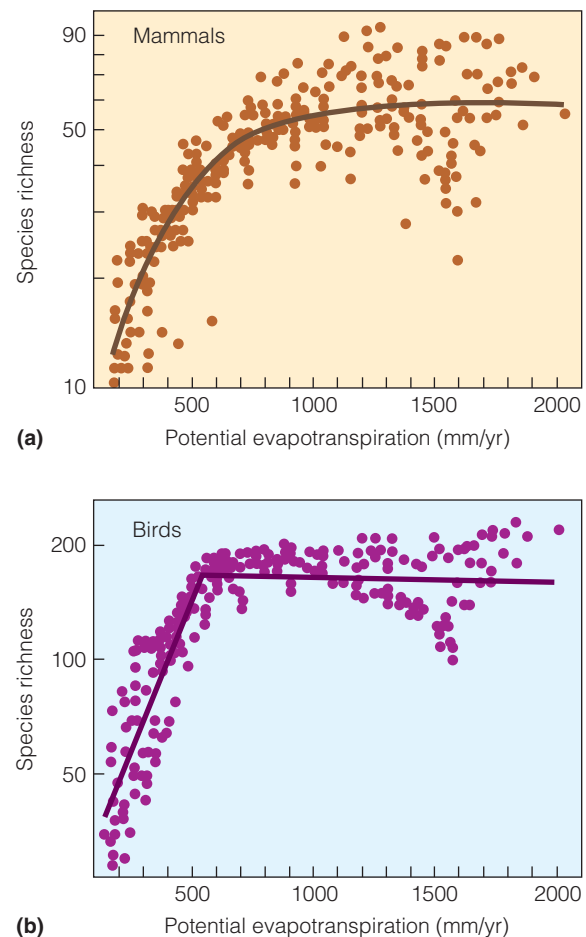 90
Mammals
50
Species richness
10
500 1000 1500 2000
(a) Potential evapotranspiration (mm/yr)
Birds
200
100
Species richness
50
500 1000 1500 2000
(b) Potential evapotranspiration (mm/yr)